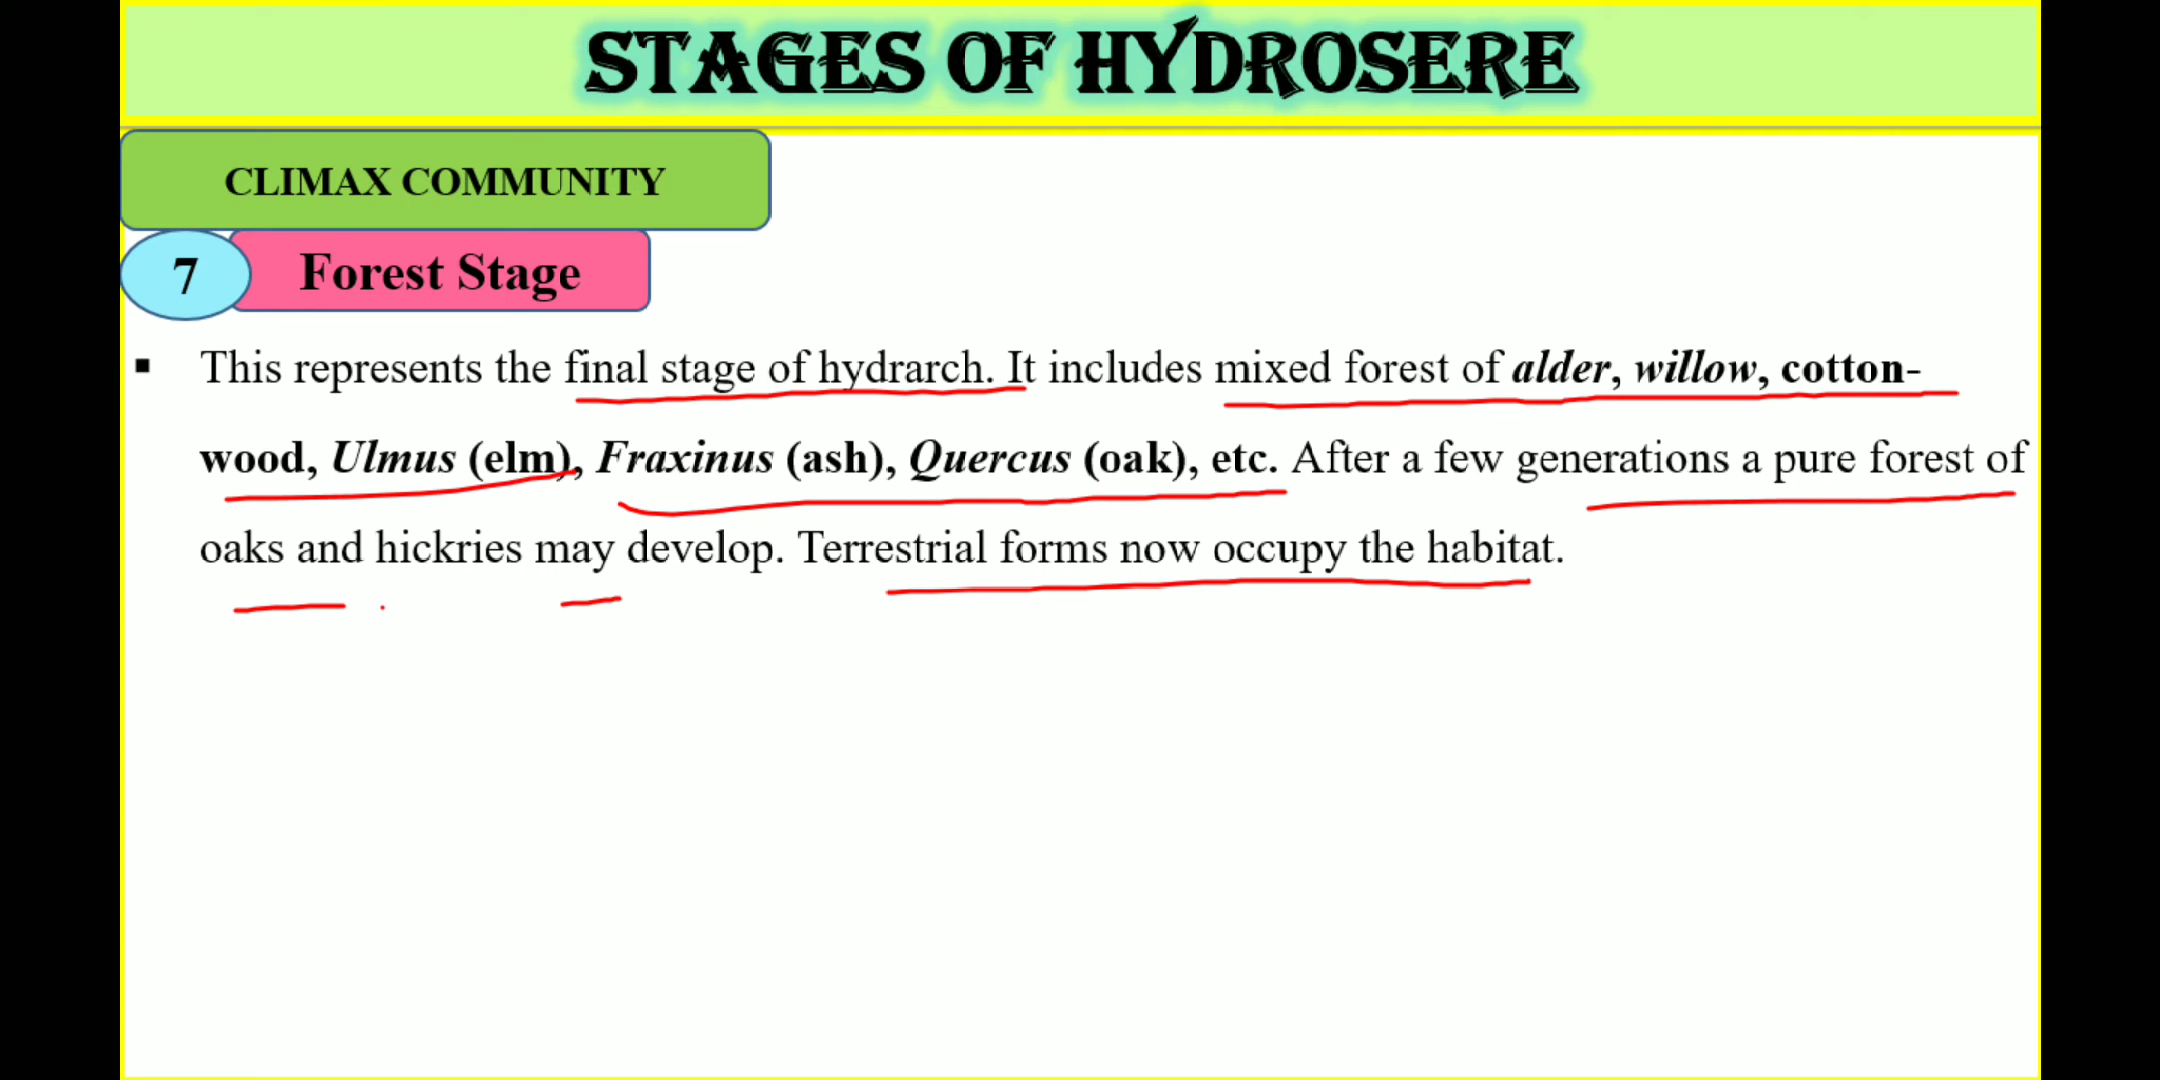 STAGES OF HYDROSERE
CLIMAX COMMUNITY
7 Forest Stage
▪ This represents the final stage of hydrarch. It includes mixed forest of alder, willow, cotton-
wood, Ulmus (elm), Fraxinus (ash), Quercus (oak), etc. After a few generations a pure forest of
oaks and hickries may develop. Terrestrial forms now occupy the habitat.